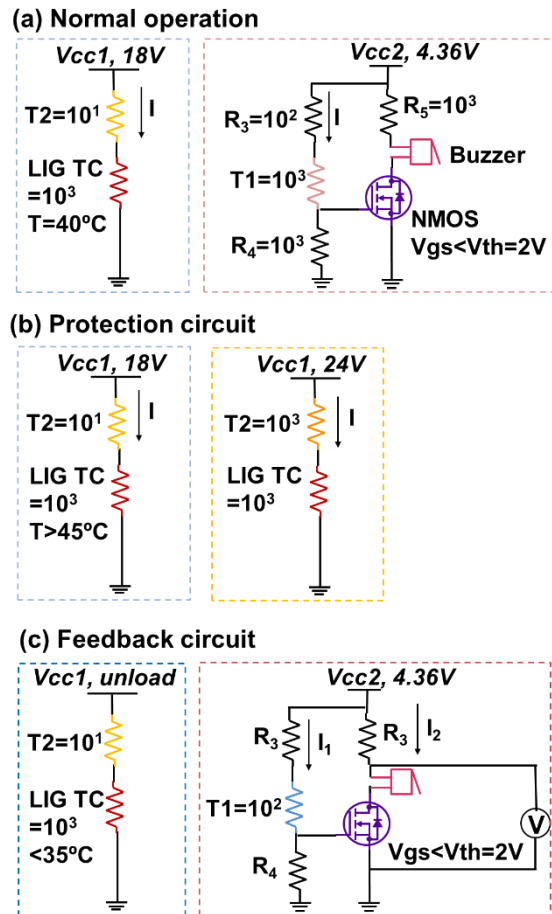 (a) Normal operation
Vcc1, 18V
T2=10¹
I
LIG TC
=10³
T=40ºC
Vcc2, 4.36V
R₃=10²
I
R₅=10³
T1=10³
Buzzer
R₄=10³
NMOS
Vgs<Vth=2V
(b) Protection circuit
Vcc1, 18V
T2=10¹
I
LIG TC
=10³
T>45ºC
Vcc1, 24V
T2=10³
I
LIG TC
=10³
(c) Feedback circuit
Vcc1, unload
T2=10¹
LIG TC
=10³
<35ºC
Vcc2, 4.36V
R₃
I₁
R₃
I₂
T1=10²
V
R₄
Vgs<Vth=2V